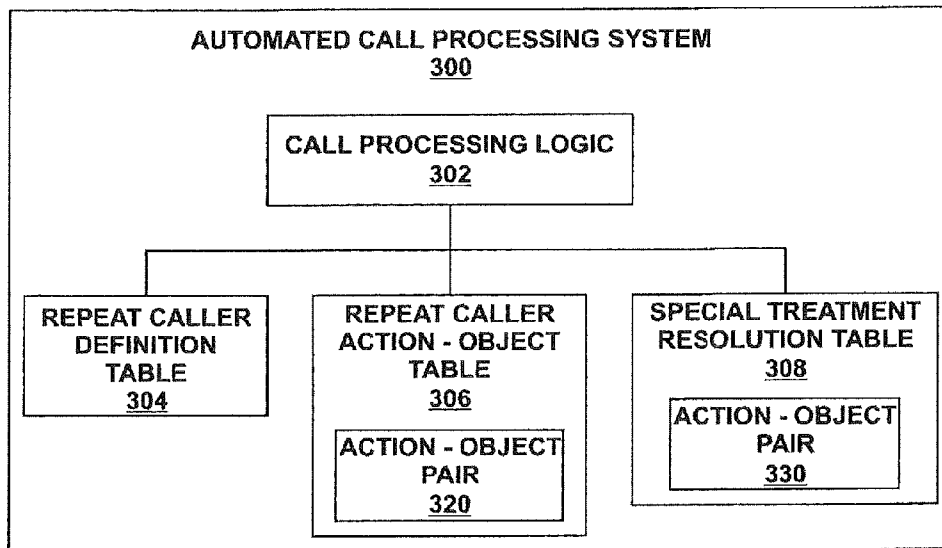 AUTOMATED CALL PROCESSING SYSTEM
300
CALL PROCESSING LOGIC
302
REPEAT CALLER
DEFINITION
TABLE
304
REPEAT CALLER
ACTION - OBJECT
TABLE
306
ACTION - OBJECT
PAIR
320
SPECIAL TREATMENT
RESOLUTION TABLE
308
ACTION - OBJECT
PAIR
330